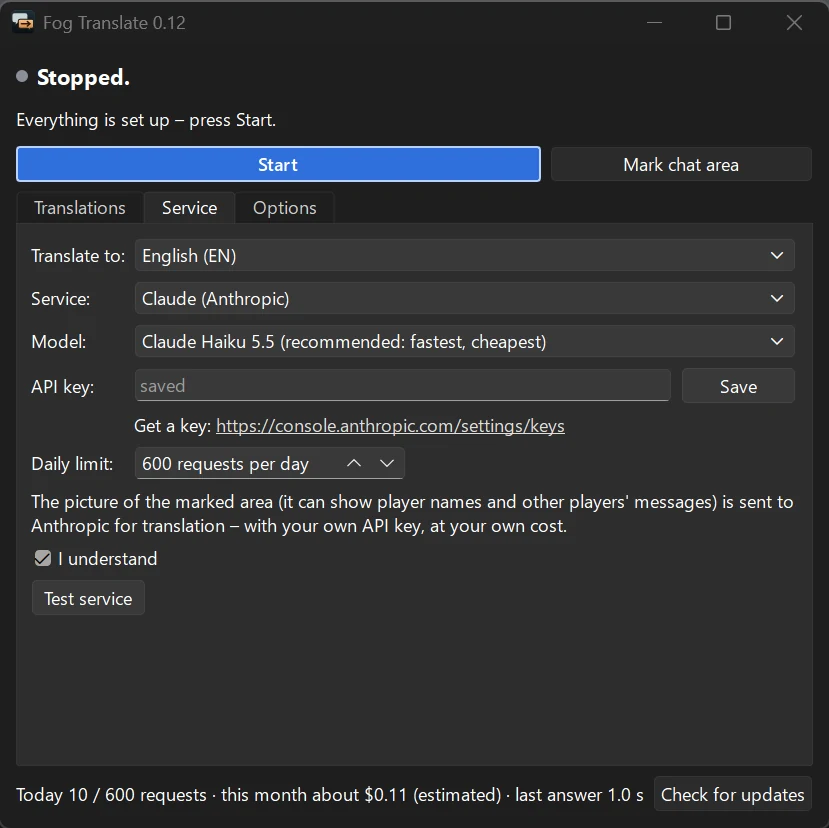 Fog Translate 0.12
Stopped.
Everything is set up – press Start.
Start
Mark chat area
Translations
Service
Options
Translate to: English (EN)
Service: Claude (Anthropic)
Model: Claude Haiku 5.5 (recommended: fastest, cheapest)
API key: saved
Save
Get a key: https://console.anthropic.com/settings/keys
Daily limit: 600 requests per day
The picture of the marked area (it can show player names and other players' messages) is sent to
Anthropic for translation – with your own API key, at your own cost.
I understand
Test service
Today 10 / 600 requests · this month about $0.11 (estimated) · last answer 1.0 s
Check for updates